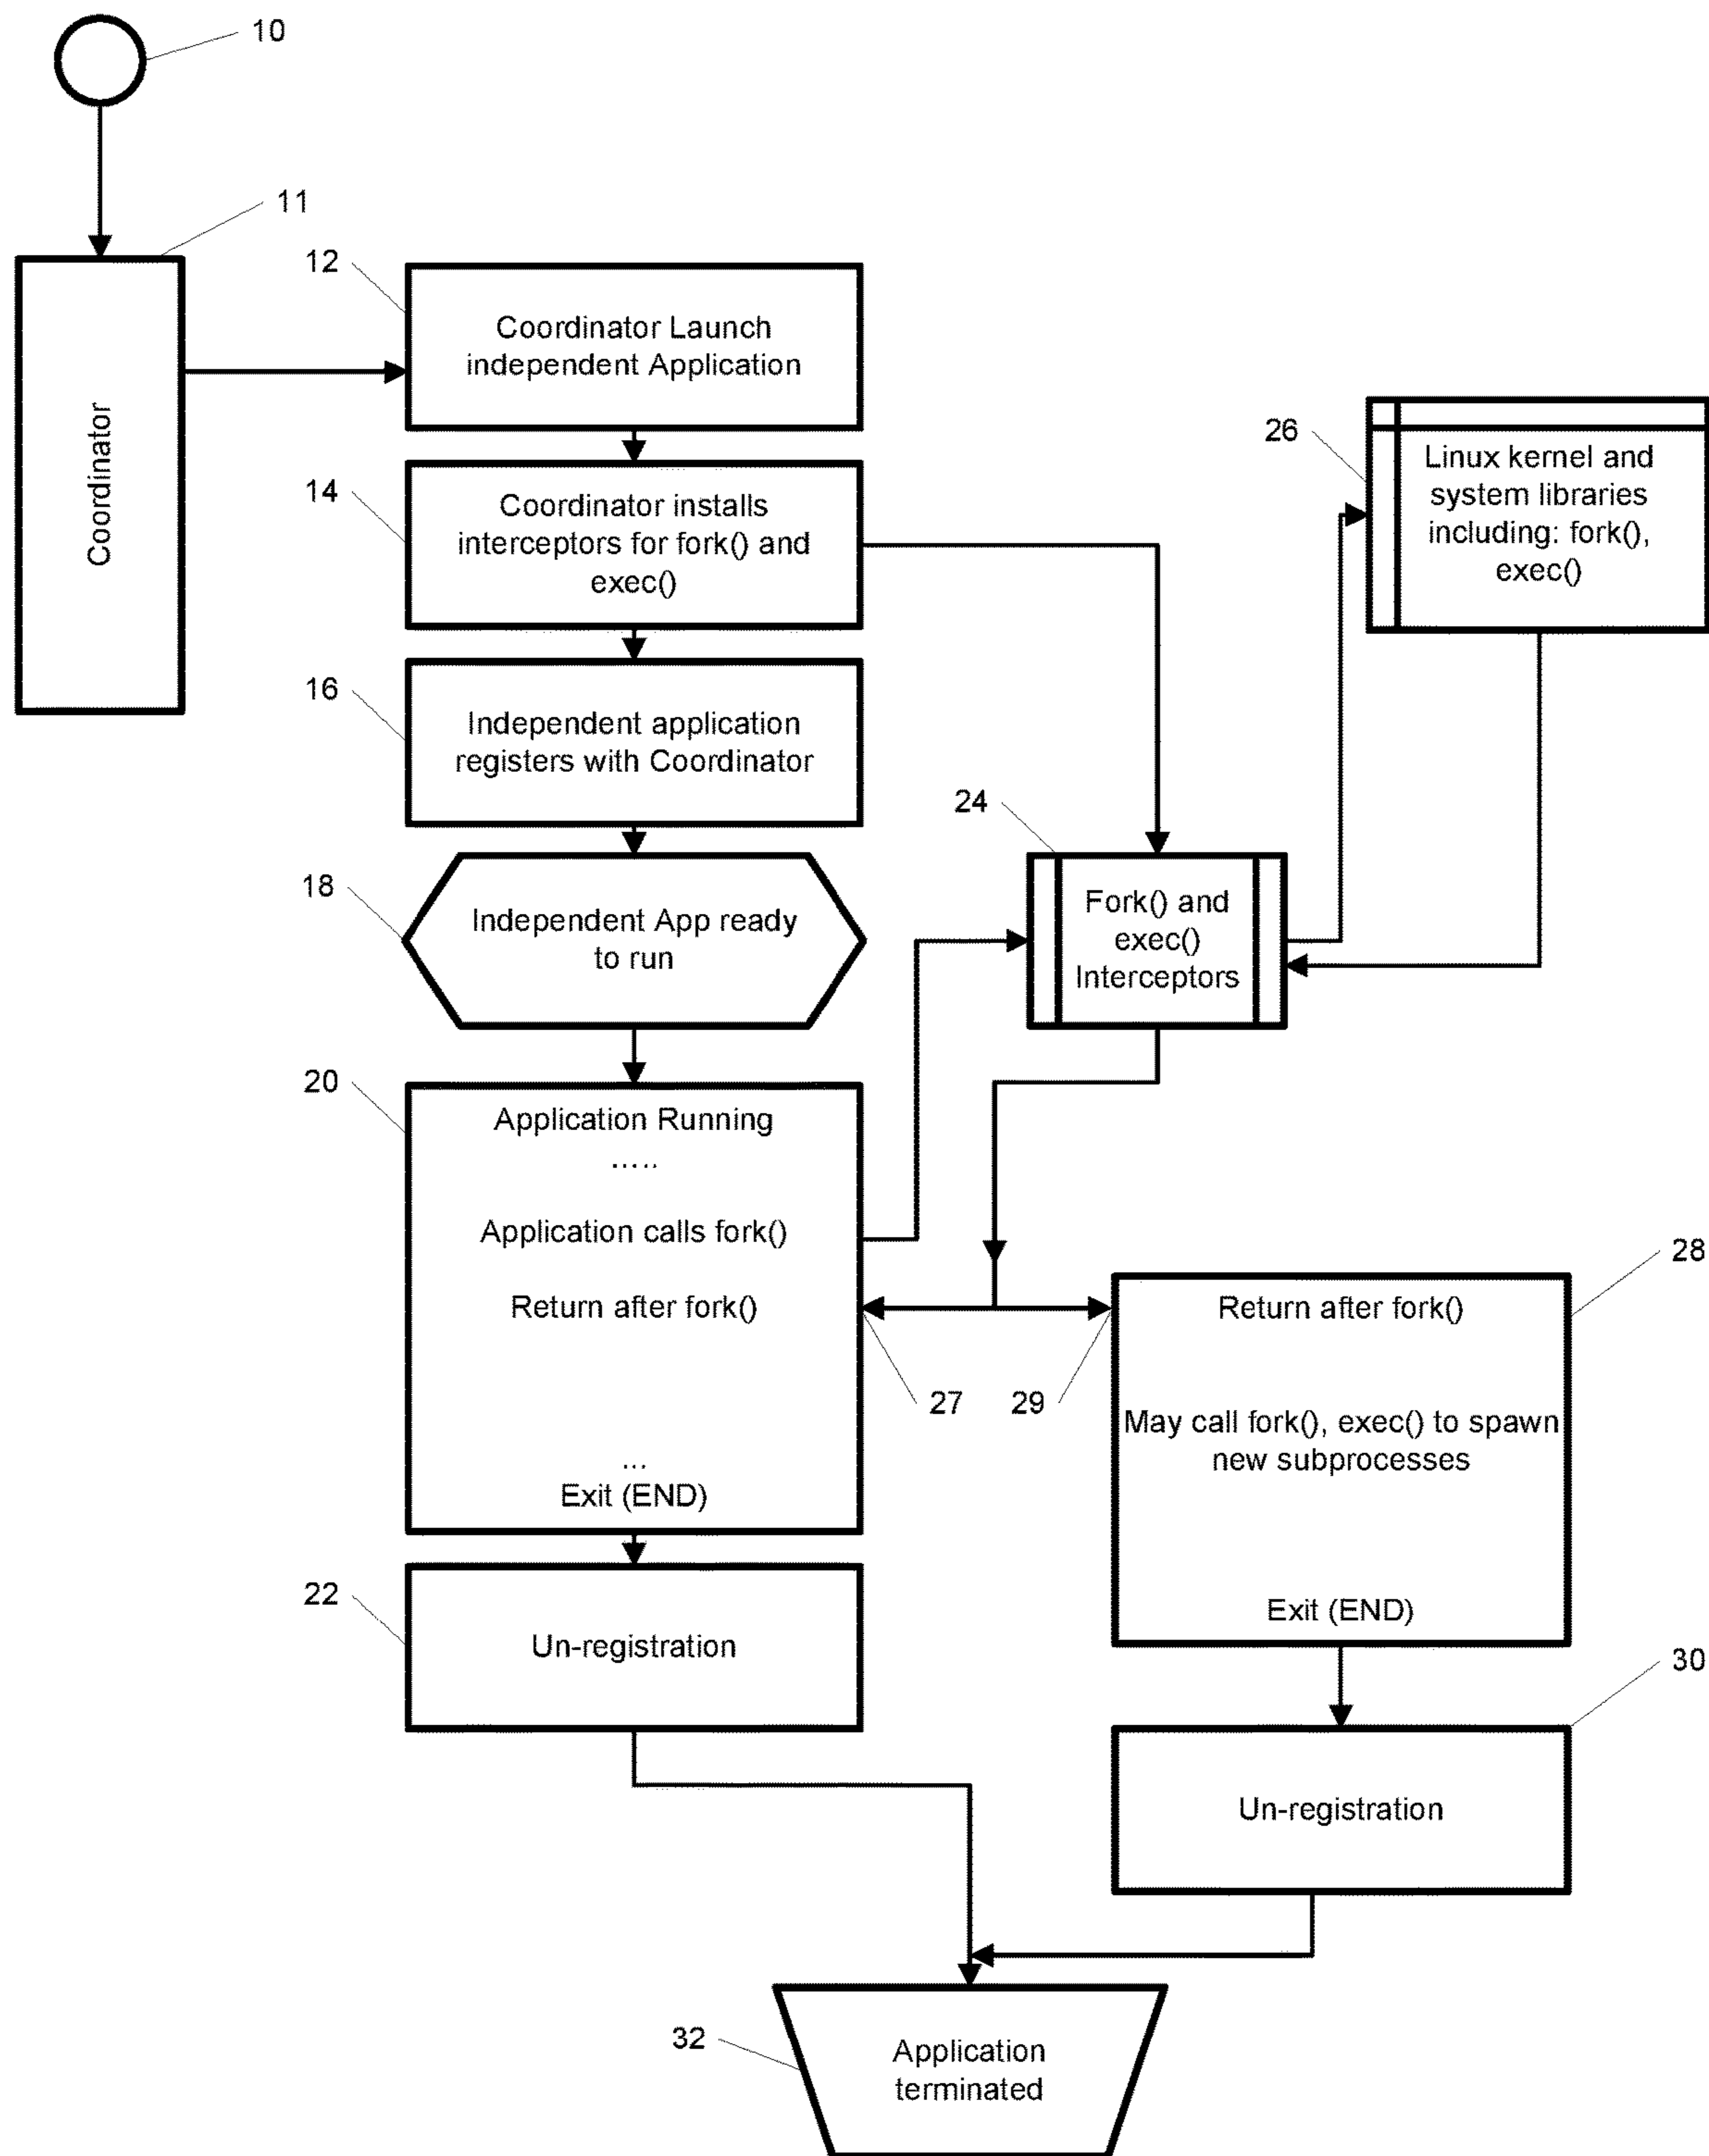 10
11
Coordinator
12
Coordinator Launch
independent Application
14
Coordinator installs
interceptors for fork() and
exec()
26
Linux kernel and
system libraries
including: fork(),
exec()
16
Independent application
registers with Coordinator
24
Fork() and
exec()
Interceptors
18
Independent App ready
to run
20
Application Running
.....
Application calls fork()
Return after fork()
...
Exit (END)
27
29
28
Return after fork()
May call fork(), exec() to spawn
new subprocesses
Exit (END)
22
Un-registration
30
Un-registration
32
Application
terminated